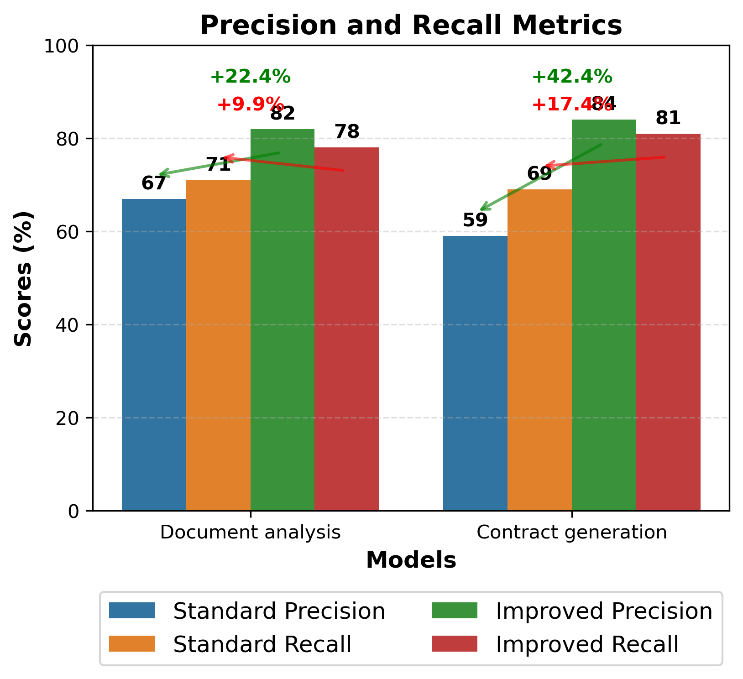 Precision and Recall Metrics
Scores (%)
100
80
60
40
20
0
+22.4%
+9.9%
67
71
82
78
+42.4%
+17.4%
59
69
84
81
Document analysis
Contract generation
Models
Standard Precision
Standard Recall
Improved Precision
Improved Recall